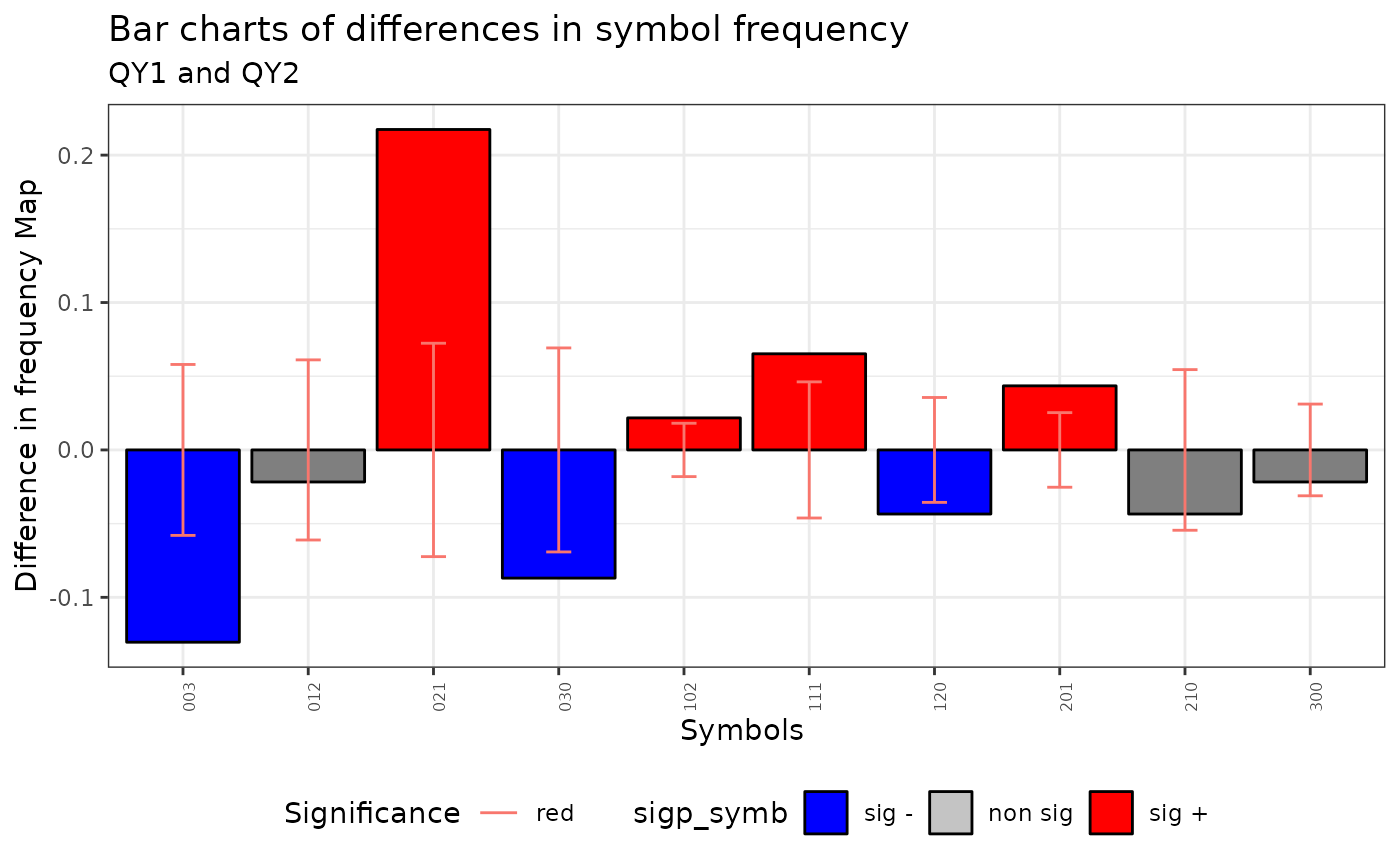 Bar charts of differences in symbol frequency
QY1 and QY2
Difference in frequency Map
0.2
0.1
0.0
-0.1
003 012 021 030 102 111 120 201 210 300
Symbols
Significance red sigp_symb sig - non sig sig +